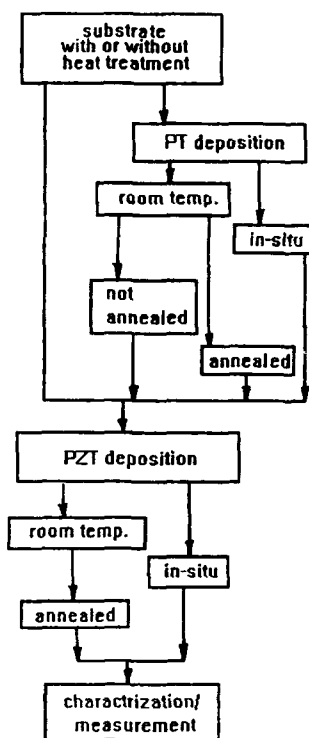 substrate
with or without
heat treatment
PT deposition
room temp.
in-situ
not
annealed
annealed
PZT deposition
room temp.
in-situ
annealed
charactrization/
measurement